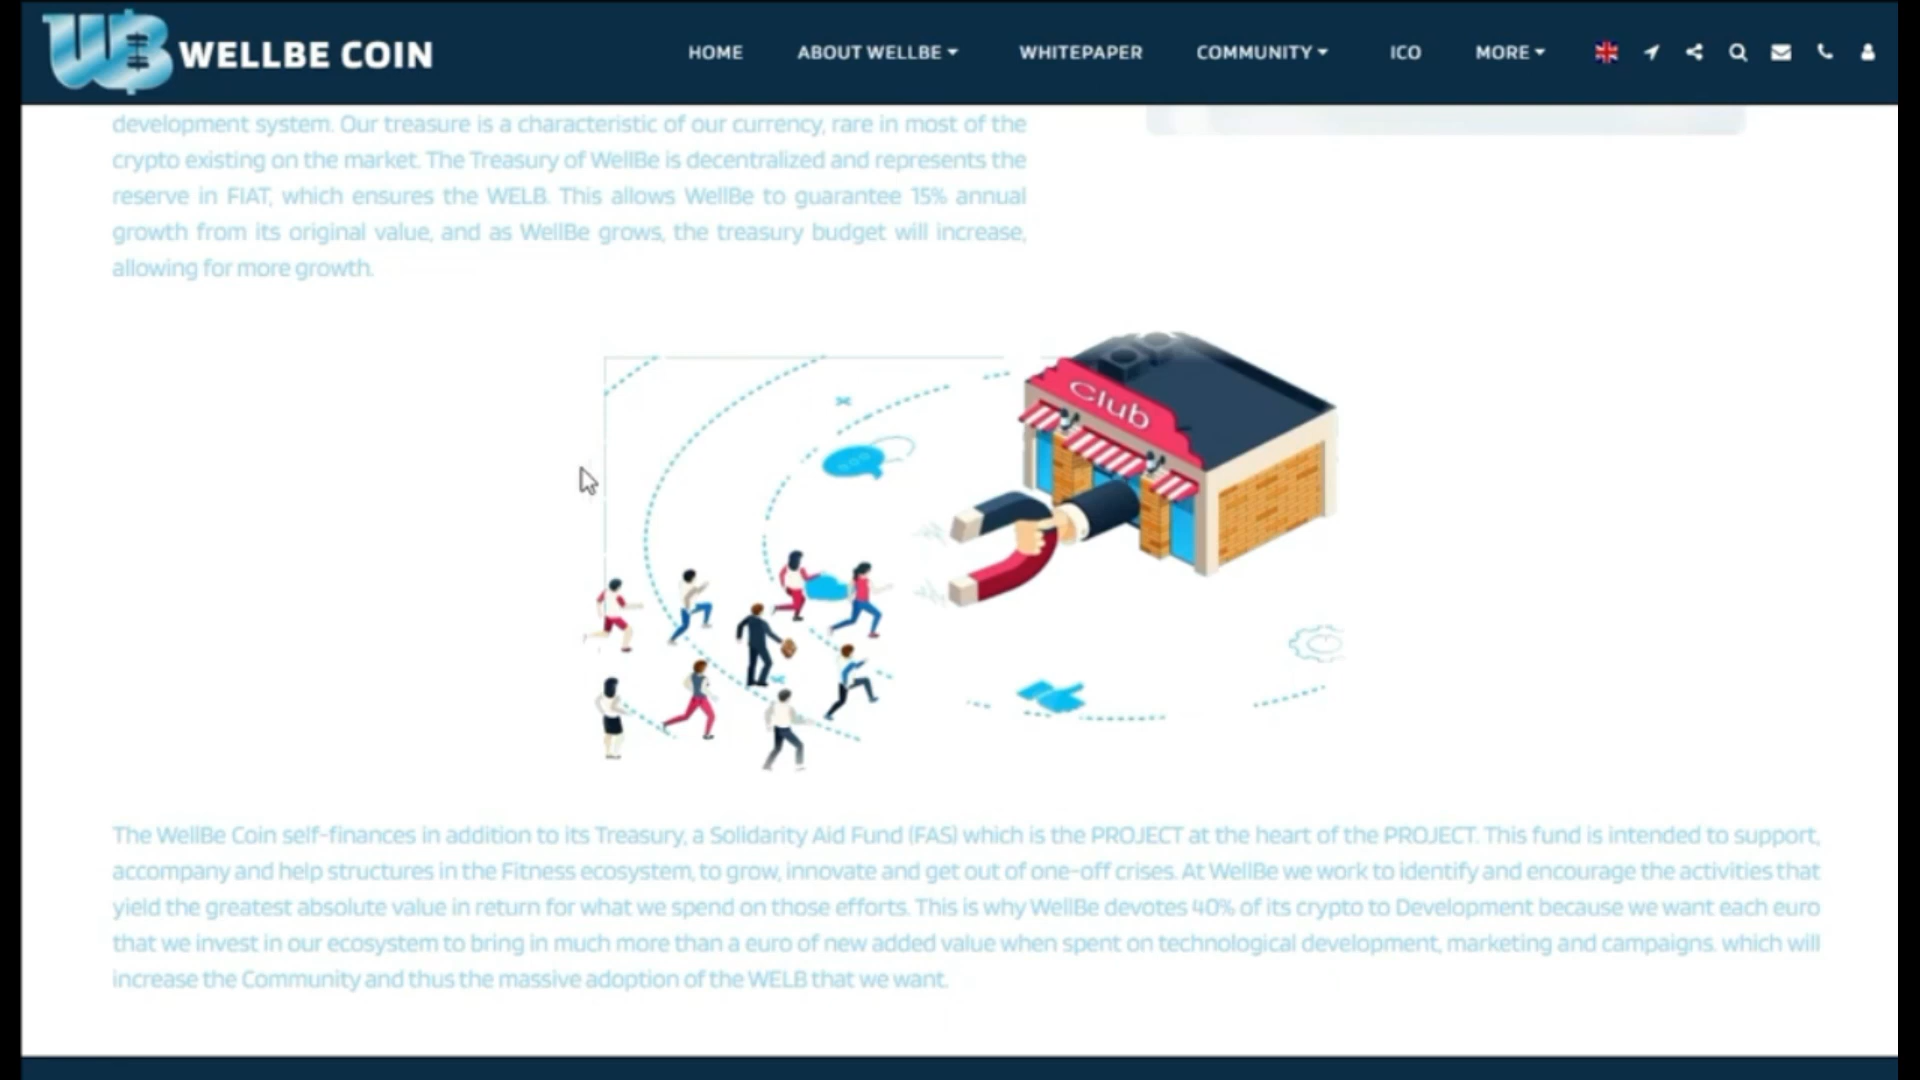 WELLBE COIN
HOME
ABOUT WELLBE
WHITEPAPER
COMMUNITY
ICO
MORE
development system. Our treasure is a characteristic of our currency, rare in most of the
crypto existing on the market. The Treasury of WellBe is decentralized and represents the
reserve in FIAT, which ensures the WELB. This allows WellBe to guarantee 15% annual
growth from its original value, and as WellBe grows, the treasury budget will increase,
allowing for more growth.
Club
The WellBe Coin self-finances in addition to its Treasury, a Solidarity Aid Fund (FAS) which is the PROJECT at the heart of the PROJECT. This fund is intended to support,
accompany and help structures in the Fitness ecosystem, to grow, innovate and get out of one-off crises. At WellBe we work to identify and encourage the activities that
yield the greatest absolute value in return for what we spend on those efforts. This is why WellBe devotes 40% of its crypto to Development because we want each euro
that we invest in our ecosystem to bring in much more than a euro of new added value when spent on technological development, marketing and campaigns. which will
increase the Community and thus the massive adoption of the WELB that we want.